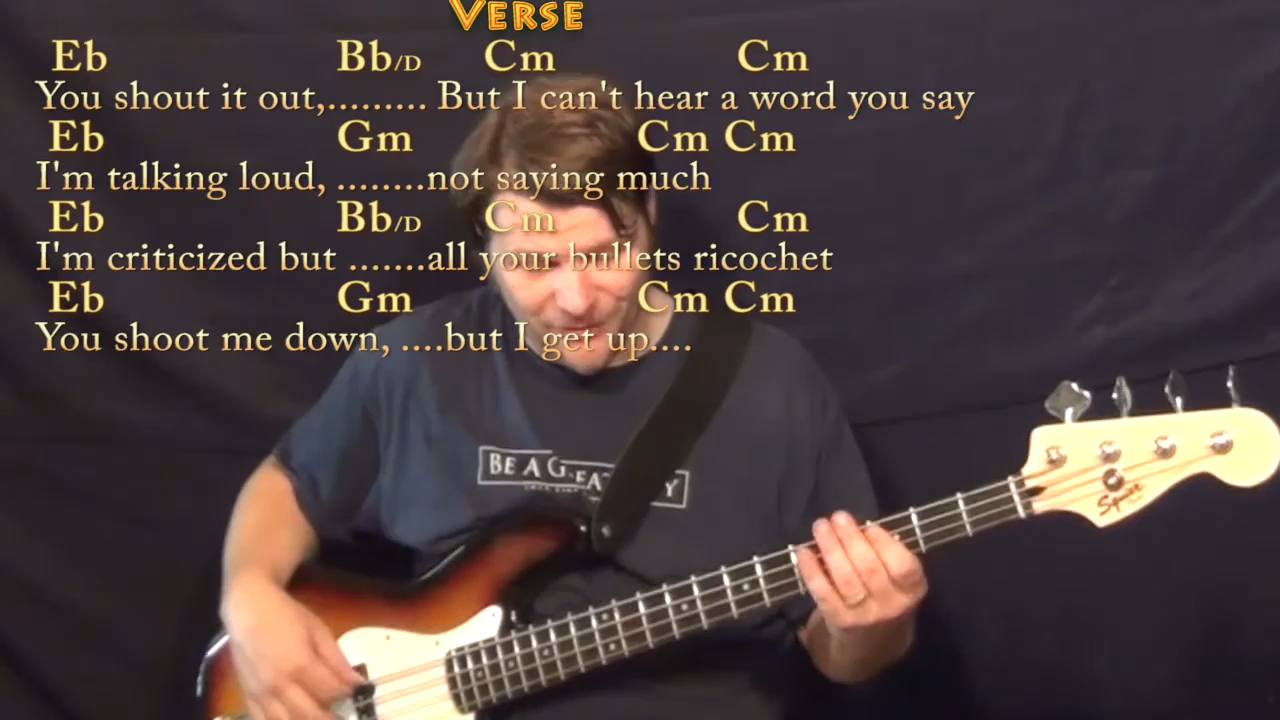 VERSE
Eb Bb/D Cm Cm
You shout it out,......... But I can't hear a word you say
Eb Gm Cm Cm
I'm talking loud, ........not saying much
Eb Bb/D Cm Cm
I'm criticized but .......all your bullets ricochet
Eb Gm Cm Cm
You shoot me down, ....but I get up....
BE A
Squier